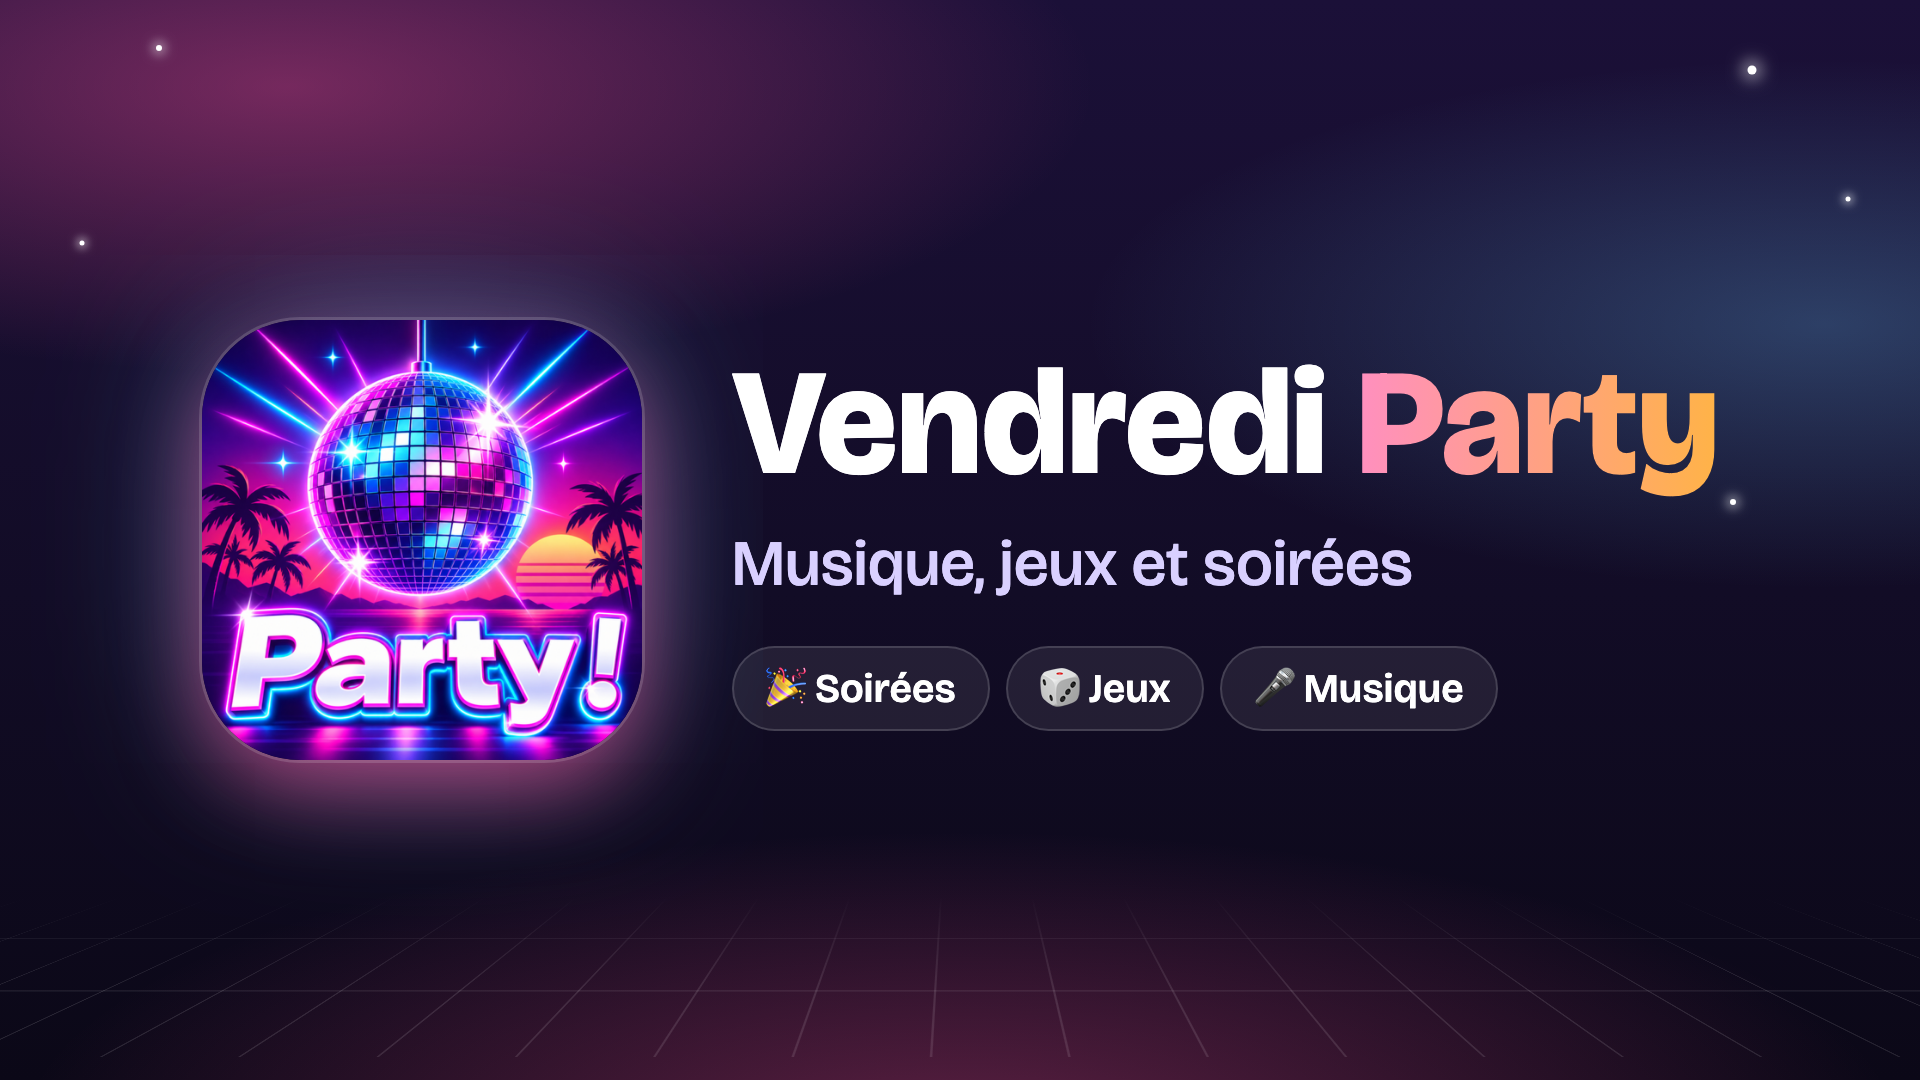 Party!
Vendredi Party
Musique, jeux et soirées
🎉 Soirées
🎲 Jeux
🎤 Musique